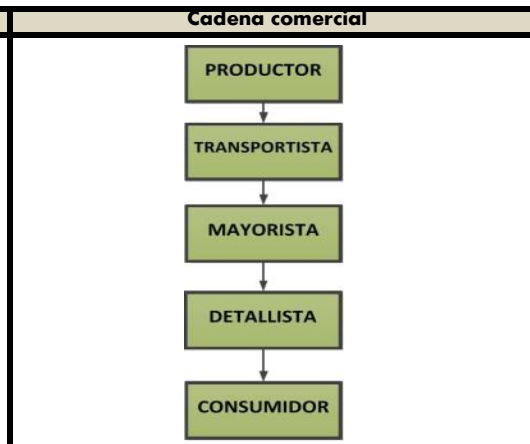 Cadena comercial
PRODUCTOR
TRANSPORTISTA
MAYORISTA
DETALLISTA
CONSUMIDOR